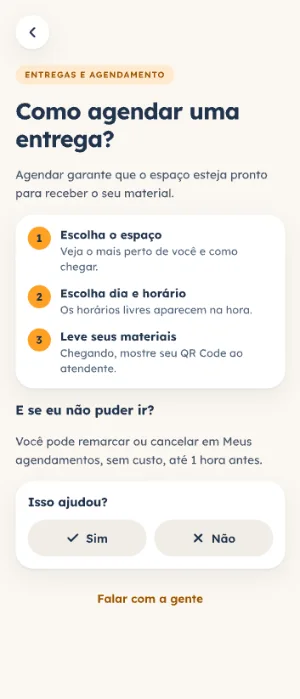 ENTREGAS E AGENDAMENTO
Como agendar uma
entrega?
Agendar garante que o espaço esteja pronto
para receber o seu material.
1 Escolha o espaço
Veja o mais perto de você e como
chegar.
2 Escolha dia e horário
Os horários livres aparecem na hora.
3 Leve seus materiais
Chegando, mostre seu QR Code ao
atendente.
E se eu não puder ir?
Você pode remarcar ou cancelar em Meus
agendamentos, sem custo, até 1 hora antes.
Isso ajudou?
Sim Não
Falar com a gente